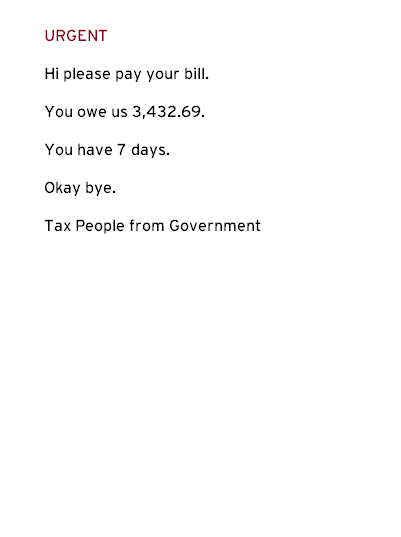 URGENT
Hi please pay your bill.
You owe us 3,432.69.
You have 7 days.
Okay bye.
Tax People from Government